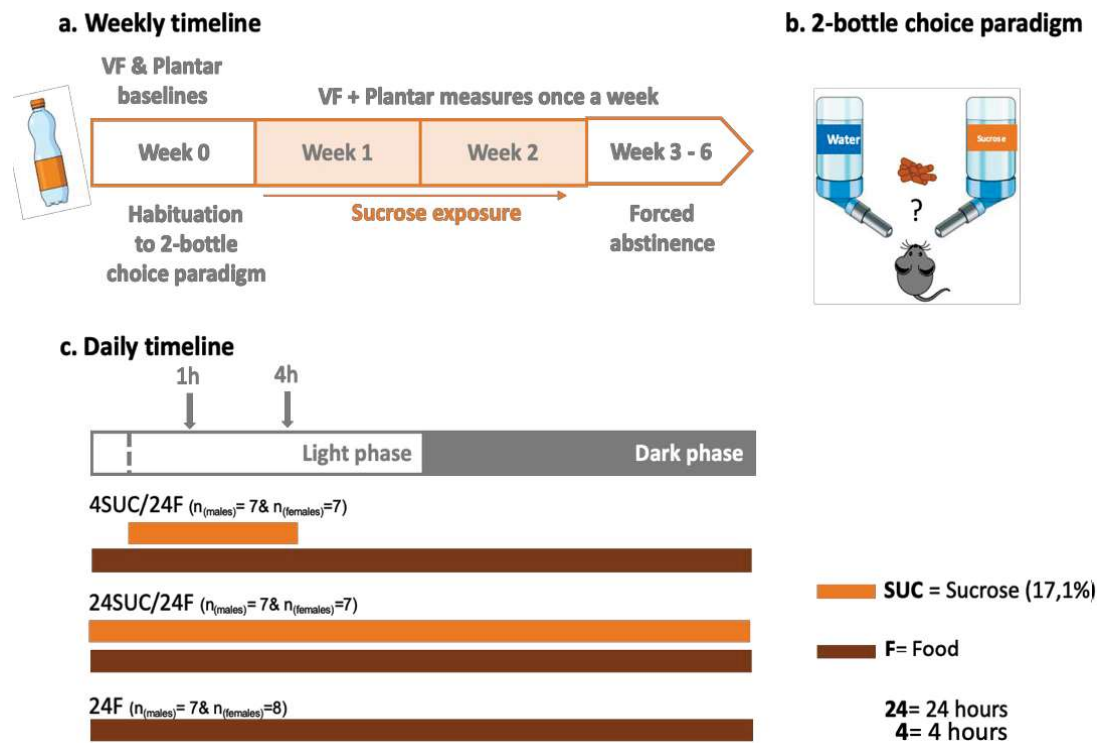 a. Weekly timeline
b. 2-bottle choice paradigm
VF & Plantar
baselines
VF + Plantar measures once a week
Week 0
Week 1
Week 2
Week 3 - 6
Habituation
to 2-bottle
choice paradigm
Sucrose exposure
Forced
abstinence
Water
Sucrose
?
c. Daily timeline
1h
4h
Light phase
Dark phase
4SUC/24F (n(males)= 7& n(females)=7)
24SUC/24F (n(males)= 7& n(females)=7)
24F (n(males)= 7& n(females)=8)
SUC = Sucrose (17,1%)
F= Food
24= 24 hours
4= 4 hours